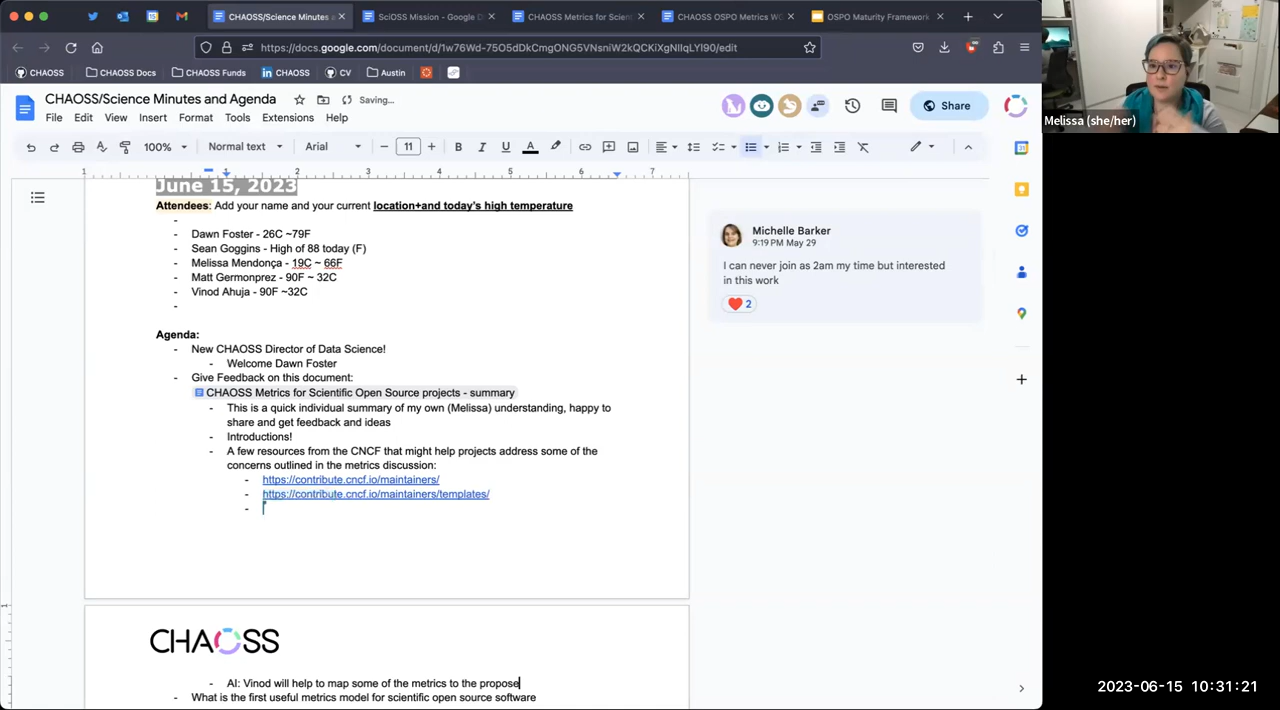 CHAOSS/Science Minutes a
SciOSS Mission - Google D
CHAOSS Metrics for Scien
CHAOSS OSPO Metrics WG
OSPO Maturity Framework
https://docs.google.com/document/d/1w76Wd-75O5dDkCmgONG5VNsniW2kQCKiXgNlIqLYI90/edit
CHAOSS
CHAOSS Docs
CHAOSS Funds
CHAOSS
CV
Austin
CHAOSS/Science Minutes and Agenda
Saving...
File Edit View Insert Format Tools Extensions Help
Share
100% Normal text Arial 11
1 1 2 3 4 5 6 7
June 15, 2023
Attendees: Add your name and your current location+and today's high temperature
-
- Dawn Foster - 26C ~79F
- Sean Goggins - High of 88 today (F)
- Melissa Mendonça - 19C ~ 66F
- Matt Germonprez - 90F ~ 32C
- Vinod Ahuja - 90F ~32C
-
Agenda:
- New CHAOSS Director of Data Science!
- Welcome Dawn Foster
- Give Feedback on this document:
CHAOSS Metrics for Scientific Open Source projects - summary
- This is a quick individual summary of my own (Melissa) understanding, happy to
share and get feedback and ideas
- Introductions!
- A few resources from the CNCF that might help projects address some of the
concerns outlined in the metrics discussion:
- https://contribute.cncf.io/maintainers/
- https://contribute.cncf.io/maintainers/templates/
-
CHAOSS
- AI: Vinod will help to map some of the metrics to the propose
- What is the first useful metrics model for scientific open source software
Michelle Barker
9:19 PM May 29
I can never join as 2am my time but interested
in this work
❤️ 2
Melissa (she/her)
2023-06-15 10:31:21